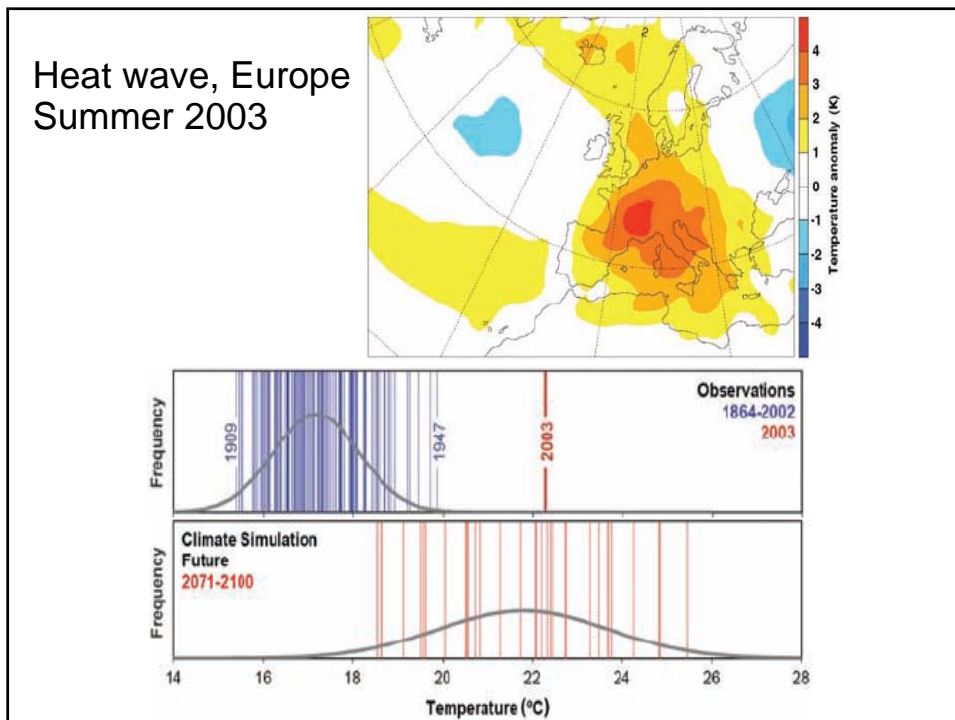 Heat wave, Europe
Summer 2003
2
4
3
2
1
0
-1
-2
-3
-4
Temperature anomaly (K)
Frequency
1909
1947
2003
Observations
1864-2002
2003
Frequency
Climate Simulation
Future
2071-2100
14 16 18 20 22 24 26 28
Temperature (ºC)